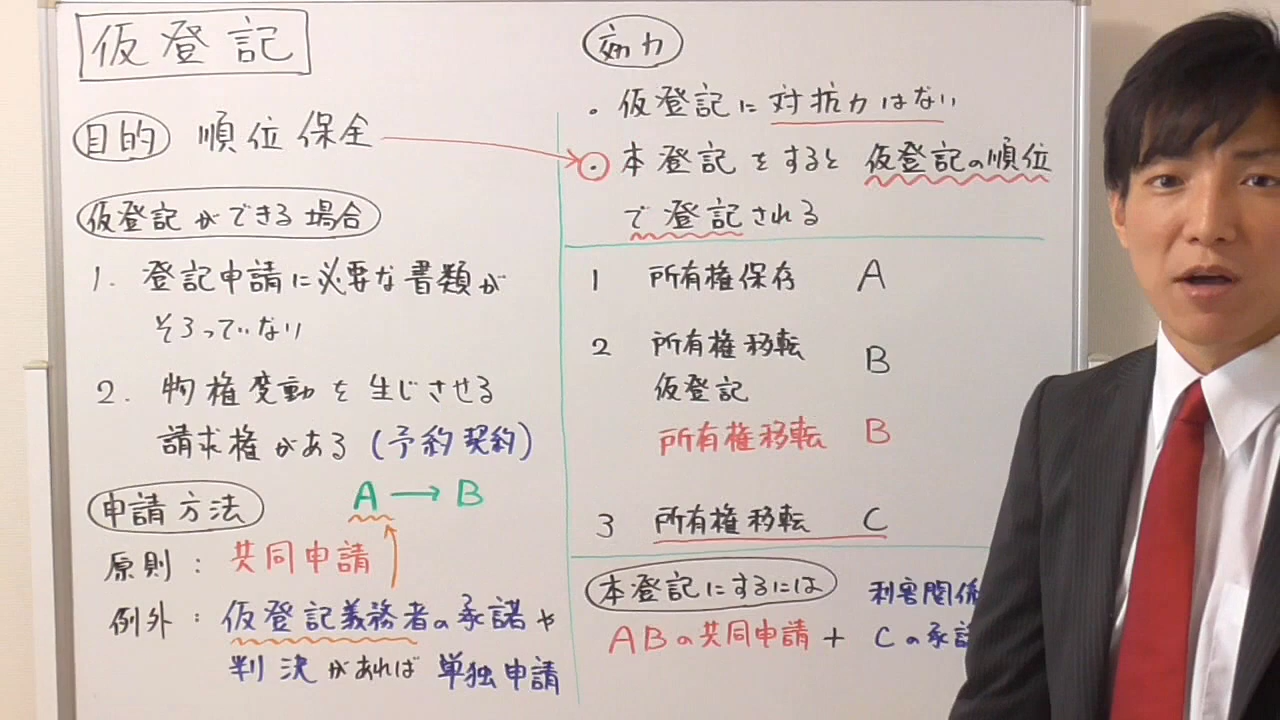 仮登記
目的 順位保全
仮登記ができる場合
1. 登記申請に必要な書類が
そろっていない
2. 物権変動を生じさせる
請求権がある(予約契約)
申請方法 A→B
原則:共同申請
例外:仮登記義務者の承諾や
判決があれば 単独申請
効力
・仮登記に対抗力はない
・本登記をすると 仮登記の順位
で登記される
1 所有権保存 A
2 所有権移転 B
仮登記
所有権移転 B
3 所有権移転 C
本登記にするには 利害関係
ABの共同申請 + Cの承諾